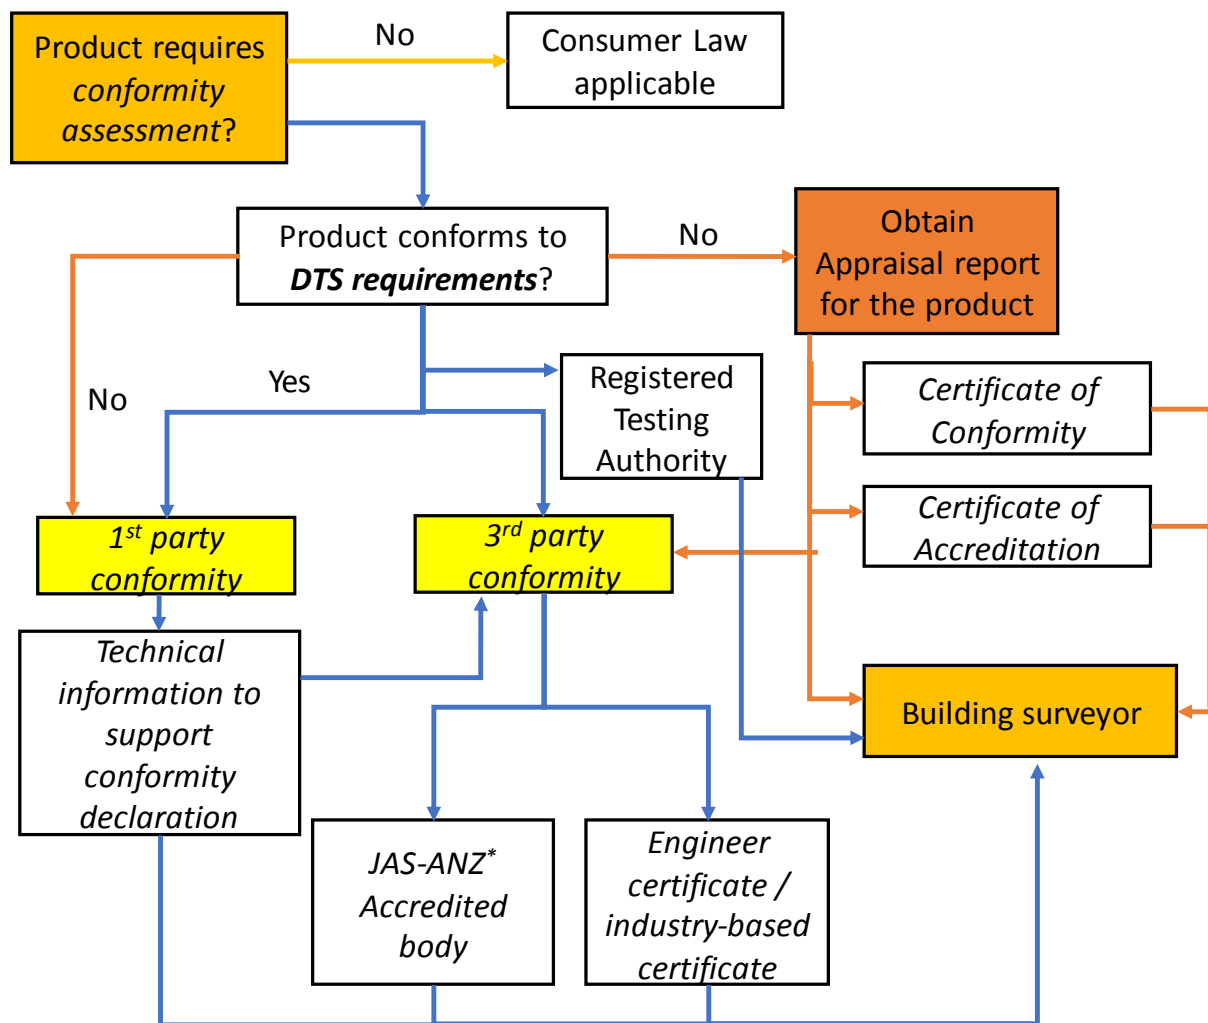 Product requires
conformity
assessment?
No
Consumer Law
applicable
Product conforms to
DTS requirements?
No
Obtain
Appraisal report
for the product
Yes
No
Registered
Testing
Authority
Certificate of
Conformity
Certificate of
Accreditation
1st party
conformity
3rd party
conformity
Technical
information to
support
conformity
declaration
Building surveyor
JAS-ANZ*
Accredited
body
Engineer
certificate /
industry-based
certificate